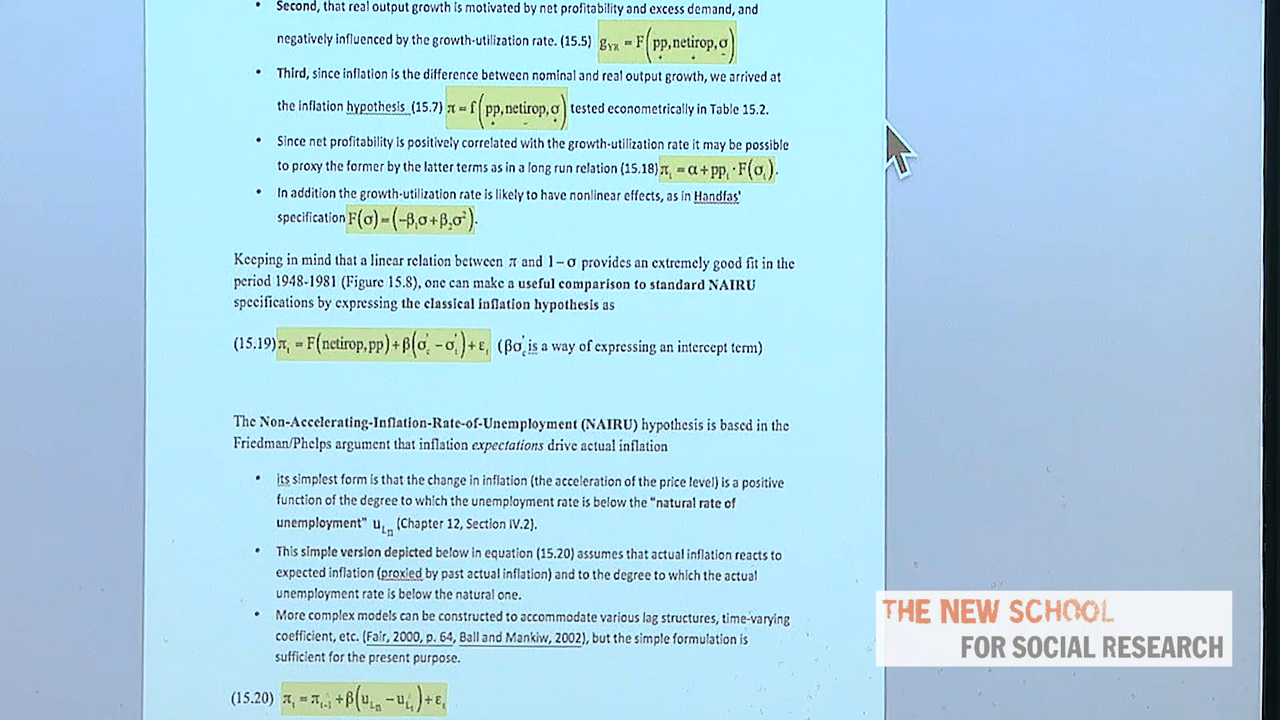 • Second, that real output growth is motivated by net profitability and excess demand, and
negatively influenced by the growth-utilization rate. (15.5) g_YR = F(pp, netirop, σ)
+ + −
• Third, since inflation is the difference between nominal and real output growth, we arrived at
the inflation hypothesis (15.7) π = f(pp, netirop, σ) tested econometrically in Table 15.2.
+ − +
• Since net profitability is positively correlated with the growth-utilization rate it may be possible
to proxy the former by the latter terms as in a long run relation (15.18) π_t = α + pp_t · F(σ_t).
• In addition the growth-utilization rate is likely to have nonlinear effects, as in Handfas'
specification F(σ) = (−β₁σ + β₂σ²).
Keeping in mind that a linear relation between π and 1−σ provides an extremely good fit in the
period 1948-1981 (Figure 15.8), one can make a useful comparison to standard NAIRU
specifications by expressing the classical inflation hypothesis as
(15.19) π_t = F(netirop, pp) + β(σ'_c − σ'_t) + ε_t (βσ'_c is a way of expressing an intercept term)
The Non-Accelerating-Inflation-Rate-of-Unemployment (NAIRU) hypothesis is based in the
Friedman/Phelps argument that inflation expectations drive actual inflation
• its simplest form is that the change in inflation (the acceleration of the price level) is a positive
function of the degree to which the unemployment rate is below the "natural rate of
unemployment" u_Ln (Chapter 12, Section IV.2).
• This simple version depicted below in equation (15.20) assumes that actual inflation reacts to
expected inflation (proxied by past actual inflation) and to the degree to which the actual
unemployment rate is below the natural one.
• More complex models can be constructed to accommodate various lag structures, time-varying
coefficient, etc. (Fair, 2000, p. 64, Ball and Mankiw, 2002), but the simple formulation is
sufficient for the present purpose.
(15.20) π_t = π_t-1 + β(u_Ln − u_Lt) + ε_t
THE NEW SCHOOL
FOR SOCIAL RESEARCH